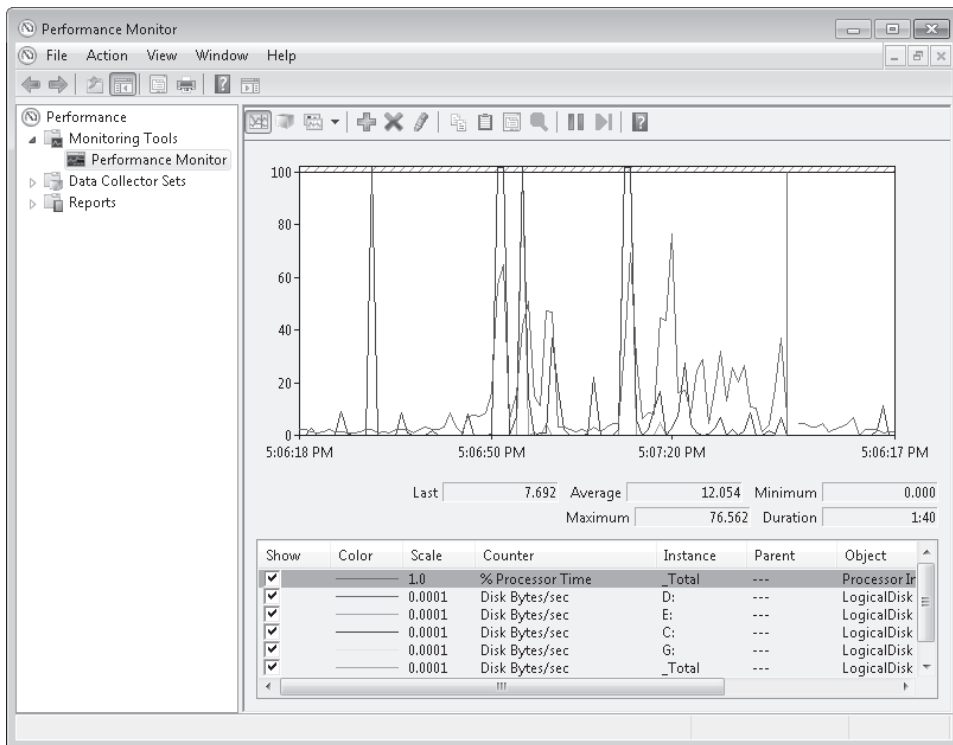 Performance Monitor
File Action View Window Help
Performance
Monitoring Tools
Performance Monitor
Data Collector Sets
Reports
100
80
60
40
20
0
5:06:18 PM 5:06:50 PM 5:07:20 PM 5:06:17 PM
Last 7.692 Average 12.054 Minimum 0.000
Maximum 76.562 Duration 1:40
Show Color Scale Counter Instance Parent Object
1.0 % Processor Time _Total --- Processor Ir
0.0001 Disk Bytes/sec D: --- LogicalDisk
0.0001 Disk Bytes/sec E: --- LogicalDisk
0.0001 Disk Bytes/sec C: --- LogicalDisk
0.0001 Disk Bytes/sec G: --- LogicalDisk
0.0001 Disk Bytes/sec _Total --- LogicalDisk